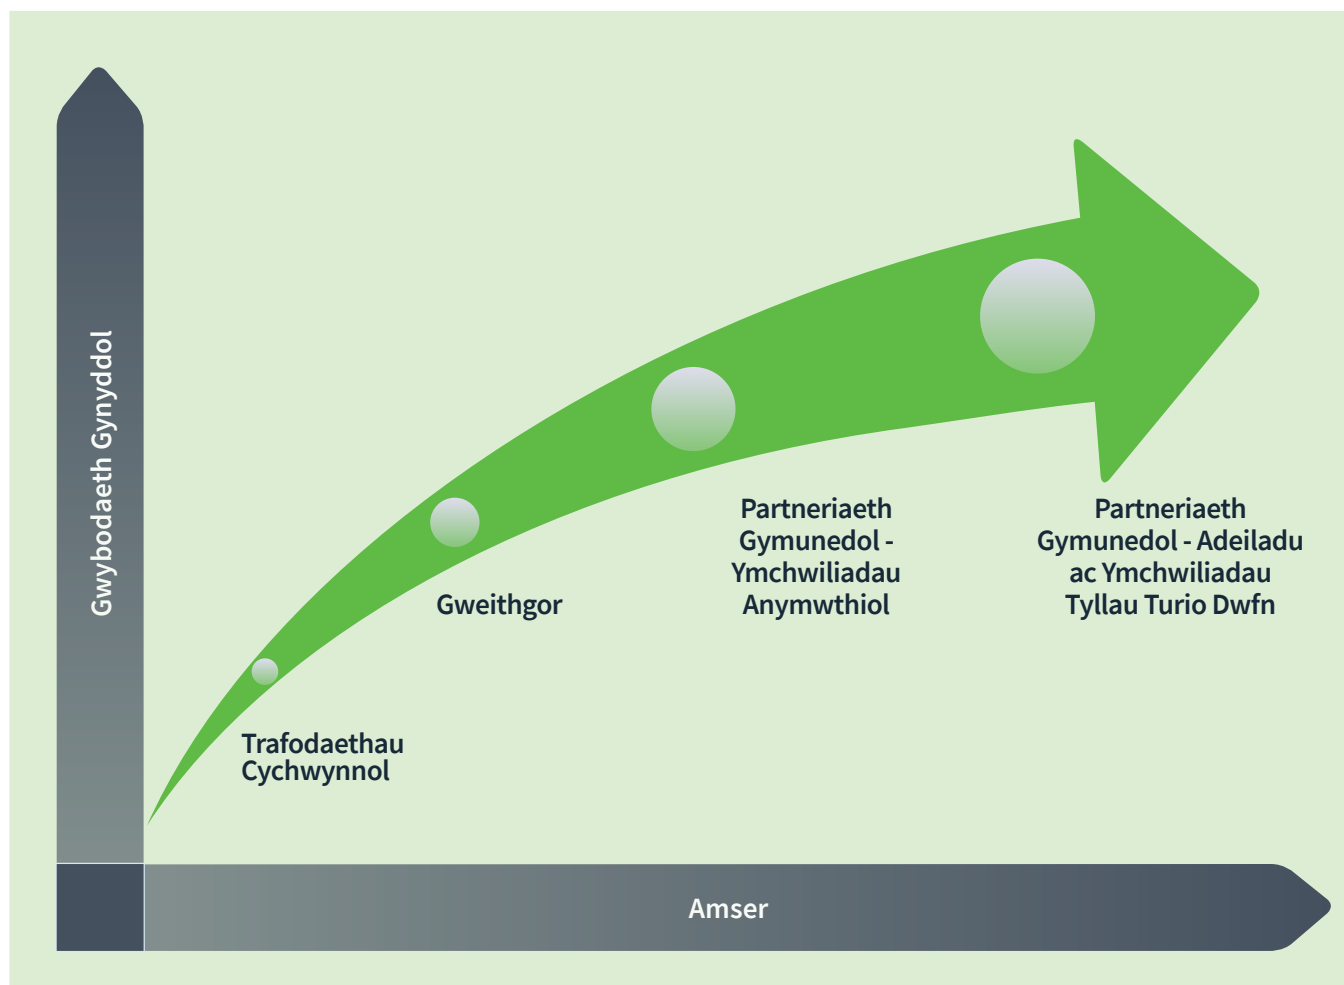 Gwybodaeth Gynyddol
Partneriaeth
Gymunedol -
Ymchwiliadau
Anymwthiol
Partneriaeth
Gymunedol - Adeiladu
ac Ymchwiliadau
Tyllau Turio Dwfn
Gweithgor
Trafodaethau
Cychwynnol
Amser